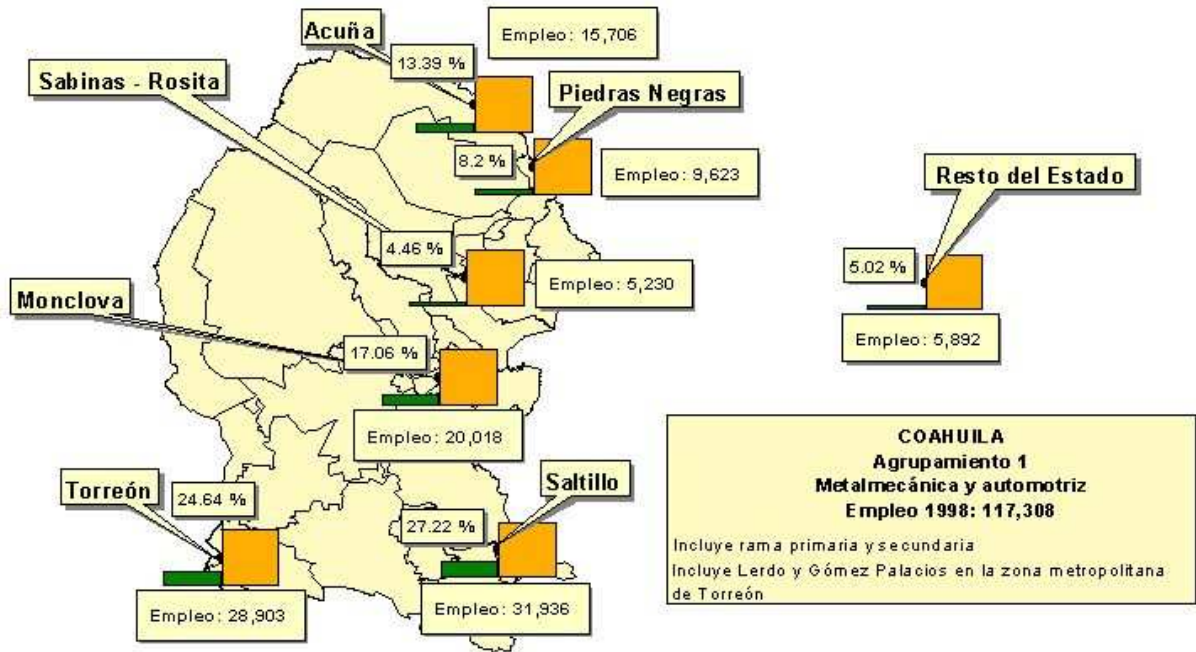 Acuña
Empleo: 15,706
13.39 %
Sabinas - Rosita
Piedras Negras
8.2 %
Empleo: 9,623
Resto del Estado
4.46 %
5.02 %
Empleo: 5,230
Monclova
17.06 %
Empleo: 5,892
Empleo: 20,018
COAHUILA
Agrupamiento 1
Metalmecánica y automotriz
Empleo 1998: 117,308
Incluye rama primaria y secundaria
Incluye Lerdo y Gómez Palacios en la zona metropolitana
de Torreón
Torreón
24.64 %
Saltillo
27.22 %
Empleo: 28,903
Empleo: 31,936